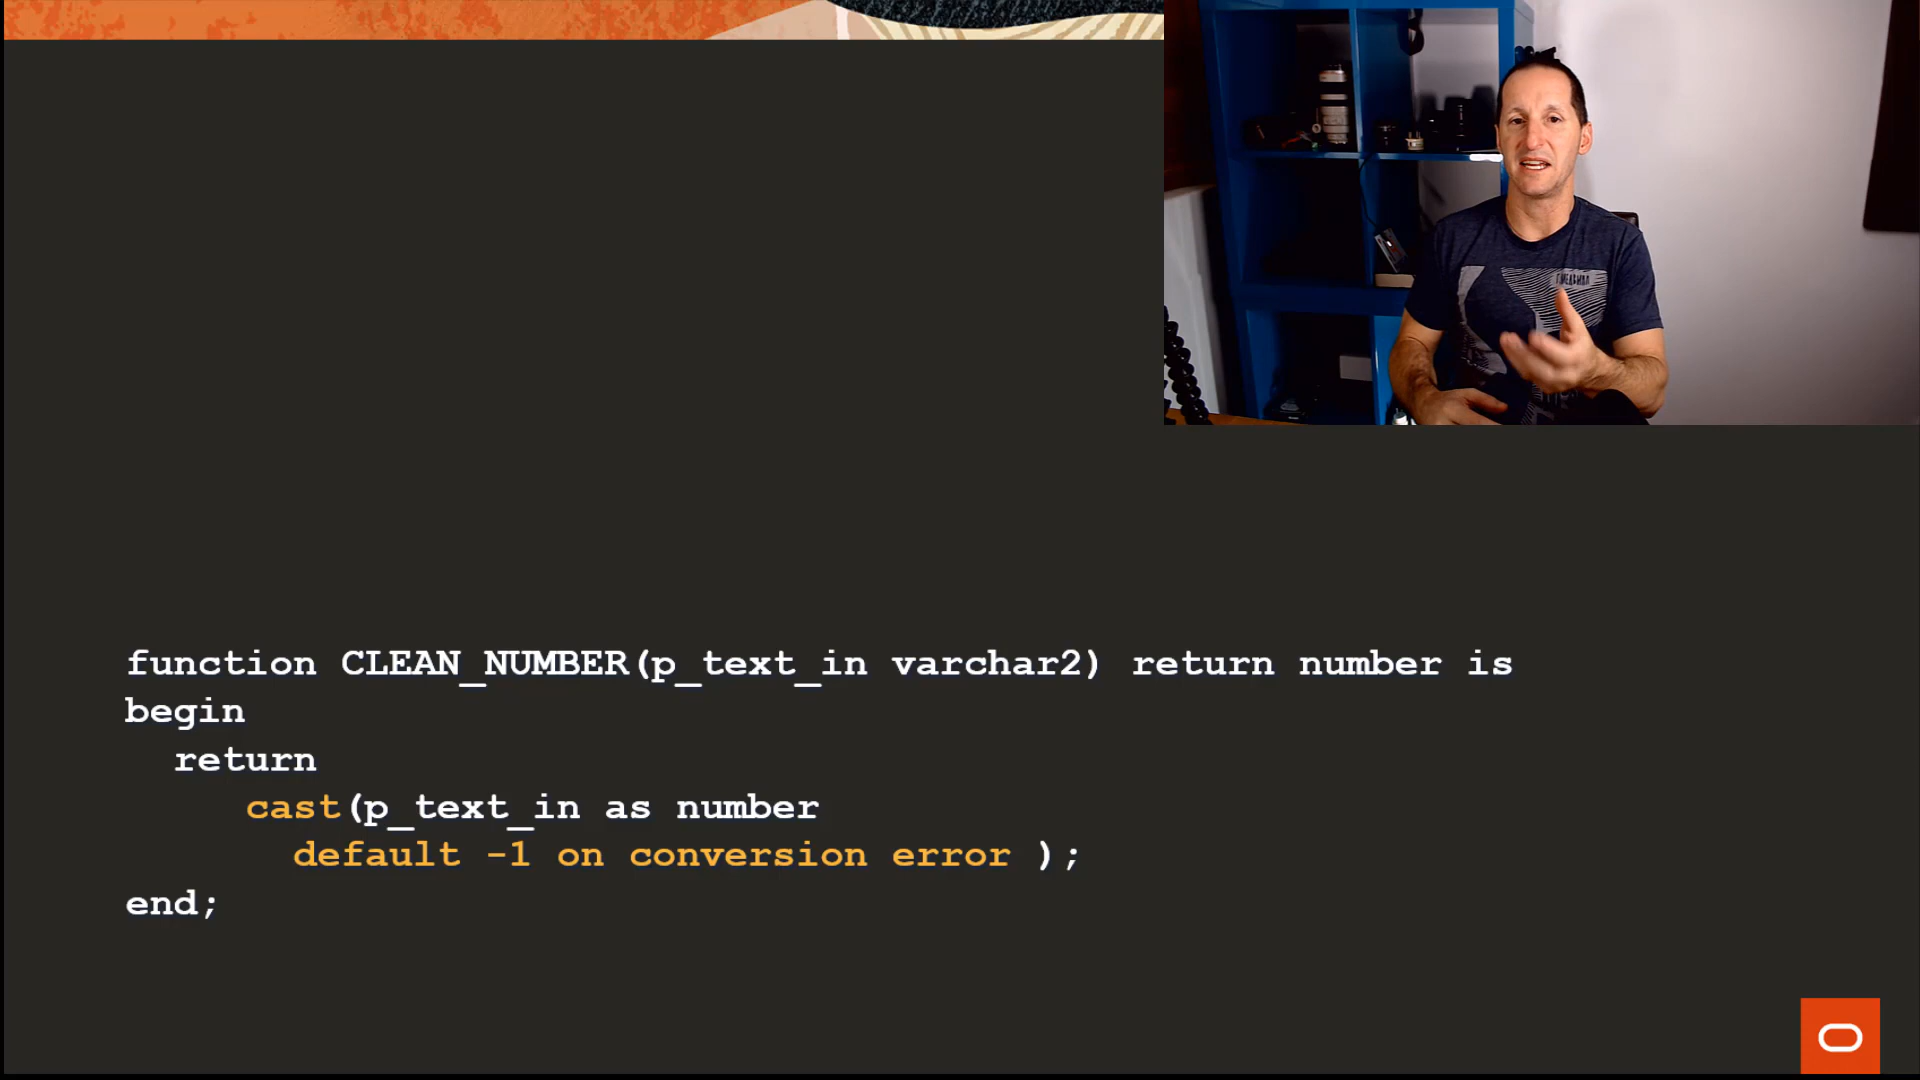 function CLEAN_NUMBER(p_text_in varchar2) return number is
begin
return
cast(p_text_in as number
default -1 on conversion error );
end;